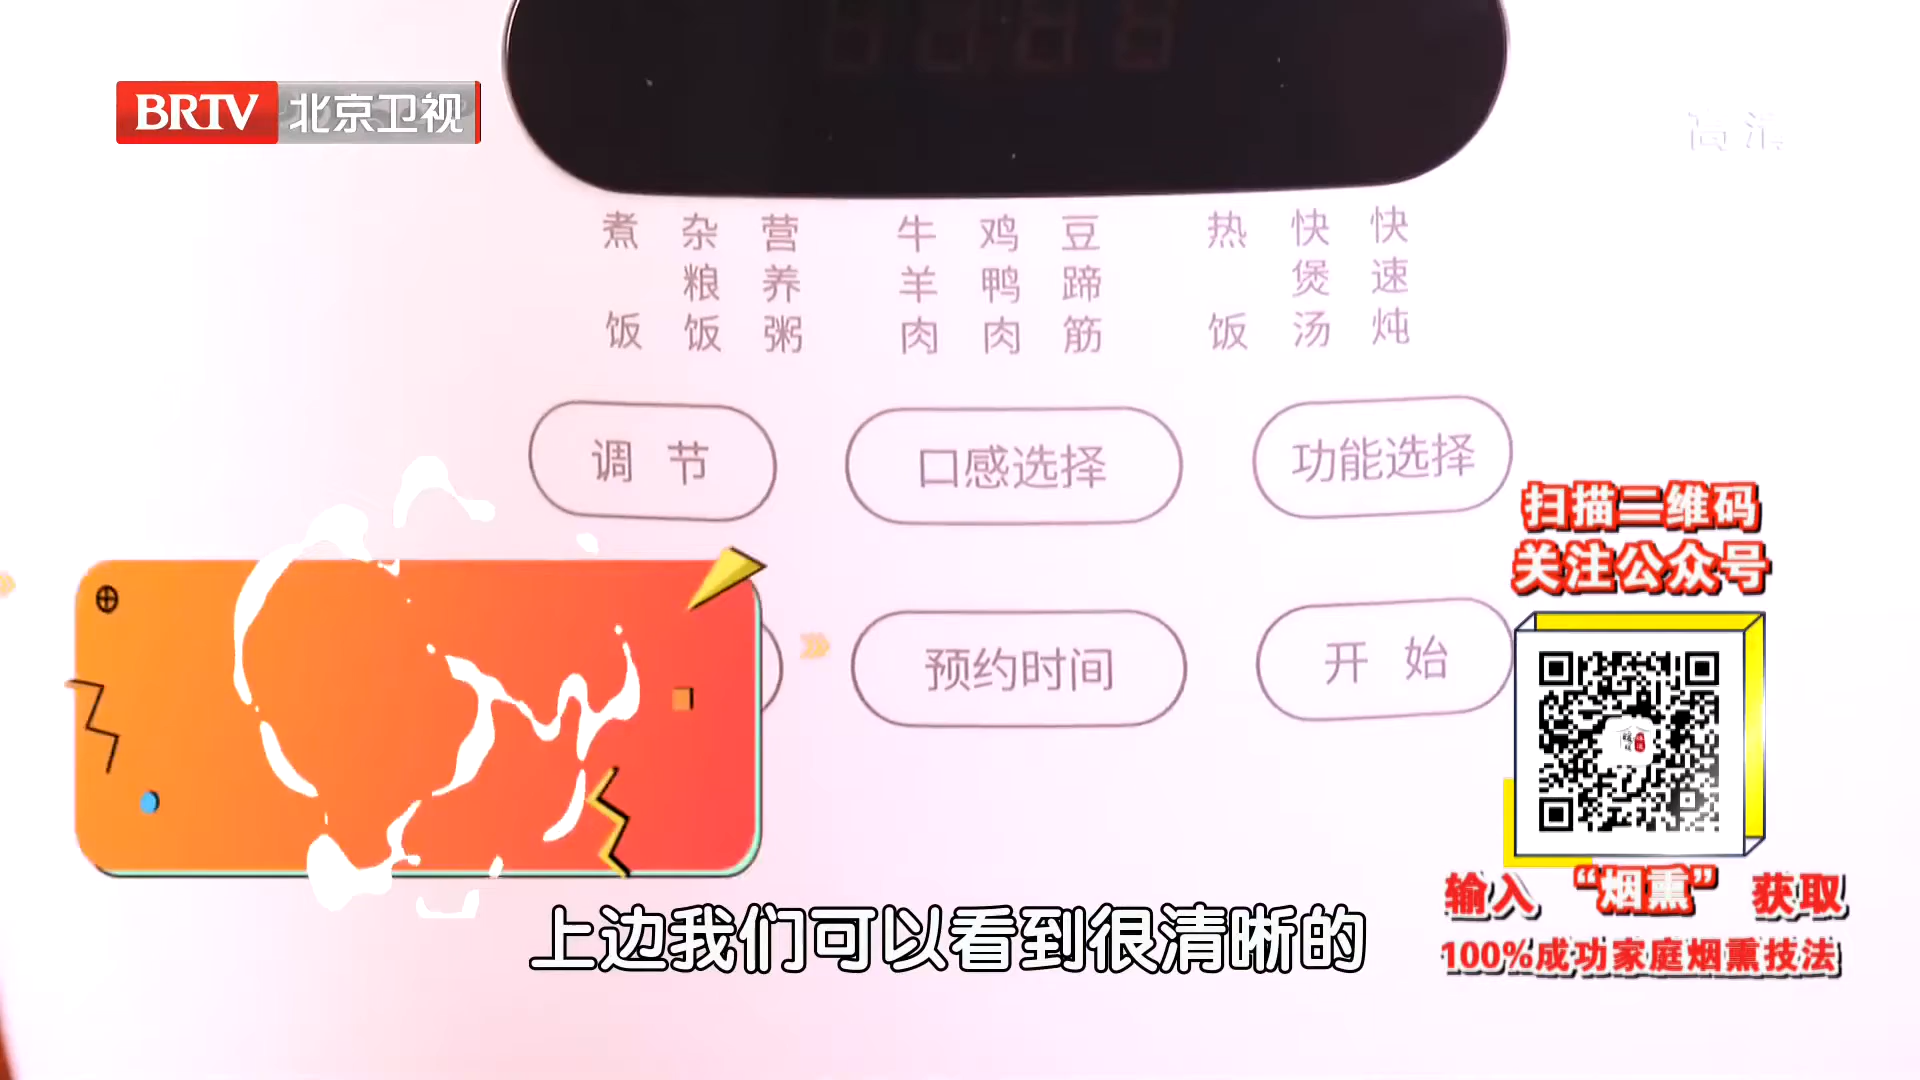 BRTV 北京卫视
高清
煮饭 杂粮饭 营养粥 牛羊肉 鸡鸭肉 豆蹄筋 热饭 快煲汤 快速炖
调 节 口感选择 功能选择
预约时间 开 始
扫描二维码
关注公众号
输入 “烟熏” 获取
100%成功家庭烟熏技法
上边我们可以看到很清晰的